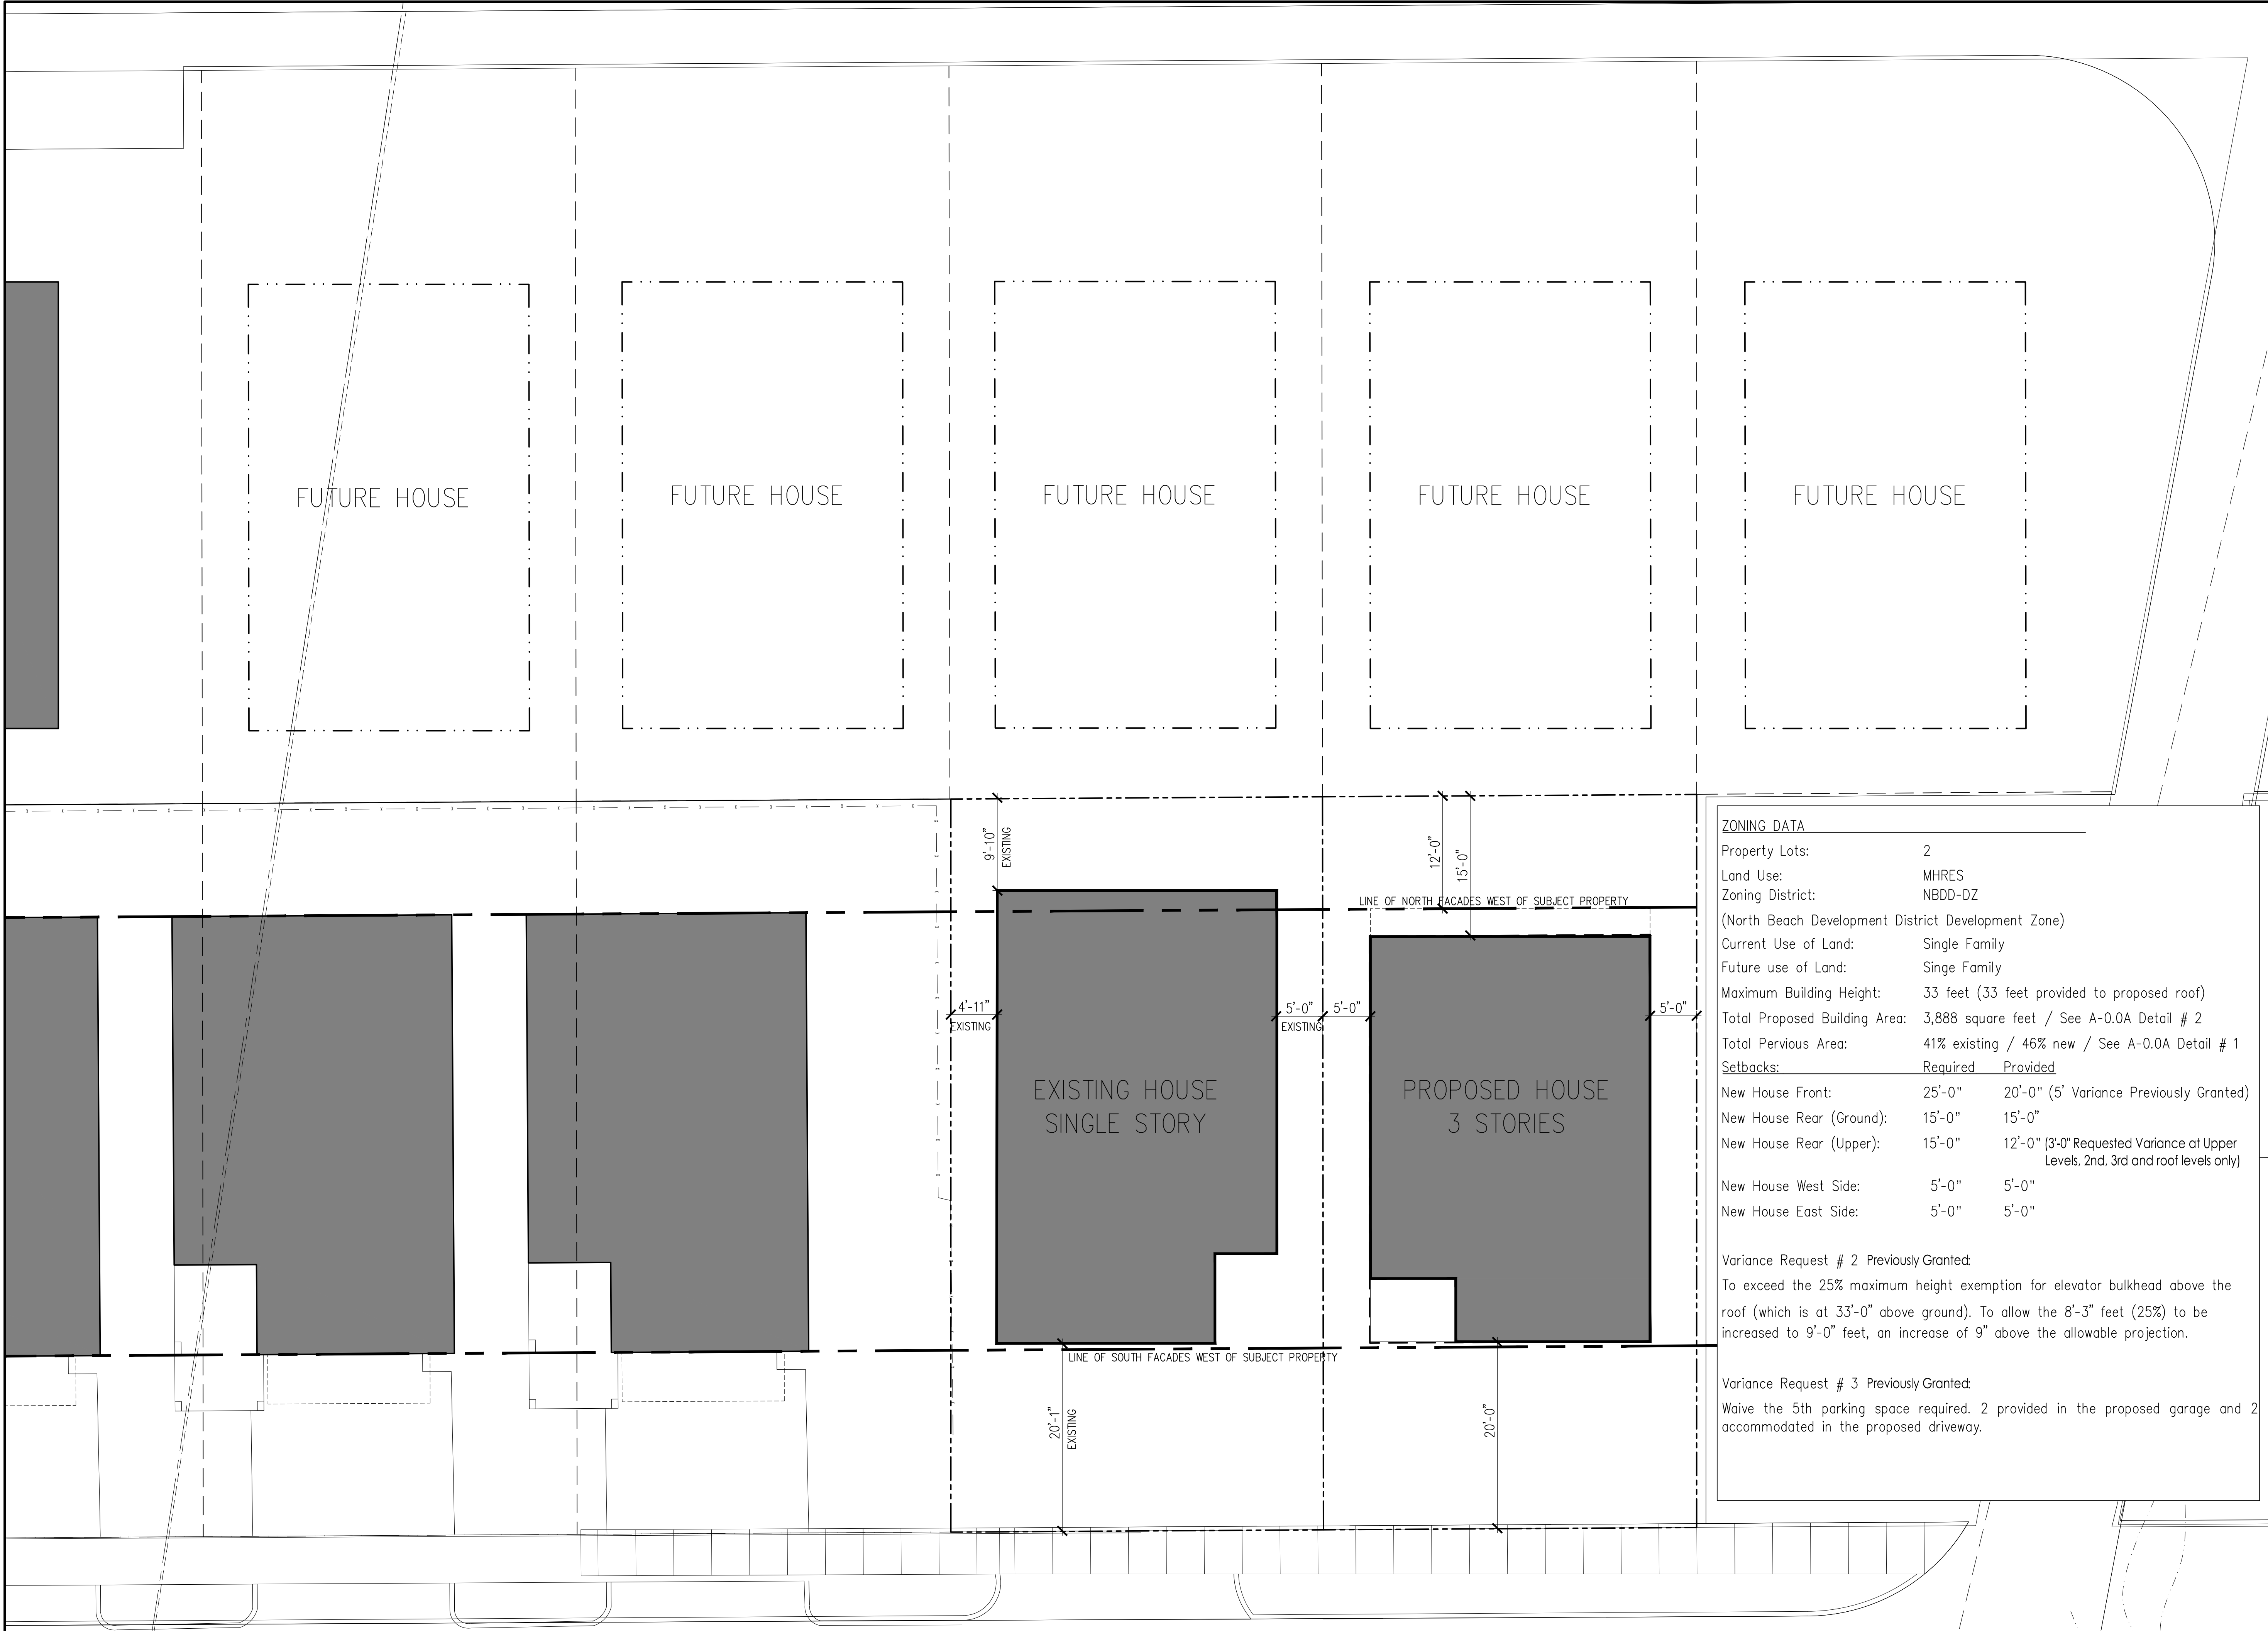 FUTURE HOUSE
FUTURE HOUSE
FUTURE HOUSE
FUTURE HOUSE
FUTURE HOUSE
9'-10"
EXISTING
12'-0"
15'-0"
LINE OF NORTH FACADES WEST OF SUBJECT PROPERTY
4'-11"
EXISTING
5'-0"
EXISTING
5'-0"
5'-0"
EXISTING HOUSE
SINGLE STORY
PROPOSED HOUSE
3 STORIES
LINE OF SOUTH FACADES WEST OF SUBJECT PROPERTY
20'-1"
EXISTING
20'-0"
ZONING DATA
Property Lots: 2
Land Use: MHRES
Zoning District: NBDD-DZ
(North Beach Development District Development Zone)
Current Use of Land: Single Family
Future use of Land: Singe Family
Maximum Building Height: 33 feet (33 feet provided to proposed roof)
Total Proposed Building Area: 3,888 square feet / See A-0.0A Detail # 2
Total Pervious Area: 41% existing / 46% new / See A-0.0A Detail # 1
Setbacks: Required Provided
New House Front: 25'-0" 20'-0" (5' Variance Previously Granted)
New House Rear (Ground): 15'-0" 15'-0"
New House Rear (Upper): 15'-0" 12'-0" (3'-0" Requested Variance at Upper
Levels, 2nd, 3rd and roof levels only)
New House West Side: 5'-0" 5'-0"
New House East Side: 5'-0" 5'-0"
Variance Request # 2 Previously Granted:
To exceed the 25% maximum height exemption for elevator bulkhead above the
roof (which is at 33'-0" above ground). To allow the 8'-3" feet (25%) to be
increased to 9'-0" feet, an increase of 9" above the allowable projection.
Variance Request # 3 Previously Granted:
Waive the 5th parking space required. 2 provided in the proposed garage and 2
accommodated in the proposed driveway.